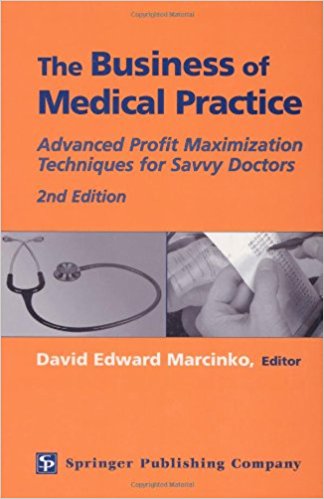 The Business of
Medical Practice
Advanced Profit Maximization
Techniques for Savvy Doctors
2nd Edition
David Edward Marcinko, Editor
SP Springer Publishing Company